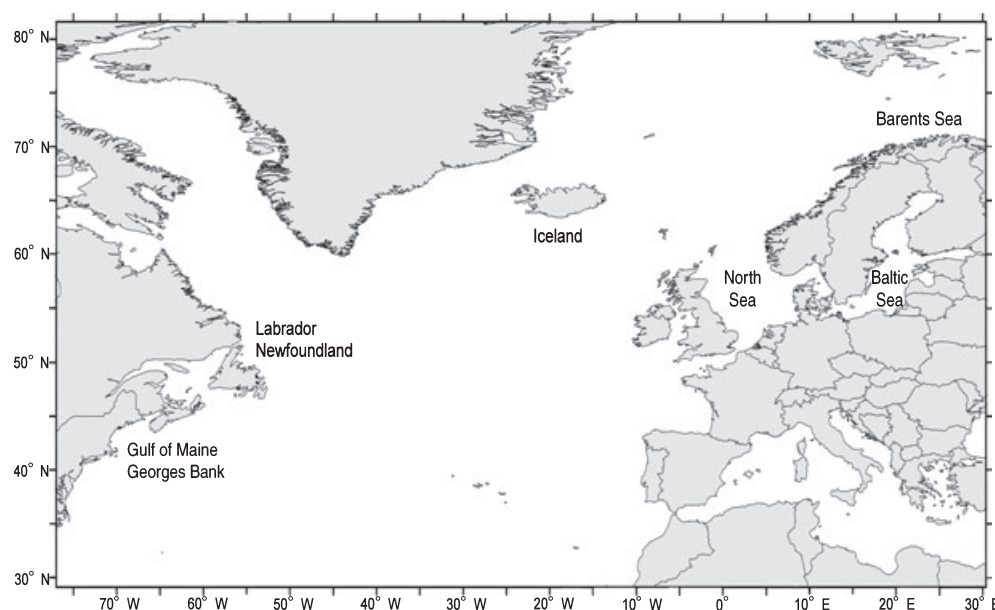 80° N
Barents Sea
70° N
Iceland
60° N
North
Sea
Baltic
Sea
Labrador
Newfoundland
50° N
Gulf of Maine
Georges Bank
40° N
30° N
70° W 60° W 50° W 40° W 30° W 20° W 10° W 0° 10° E 20° E 30° E